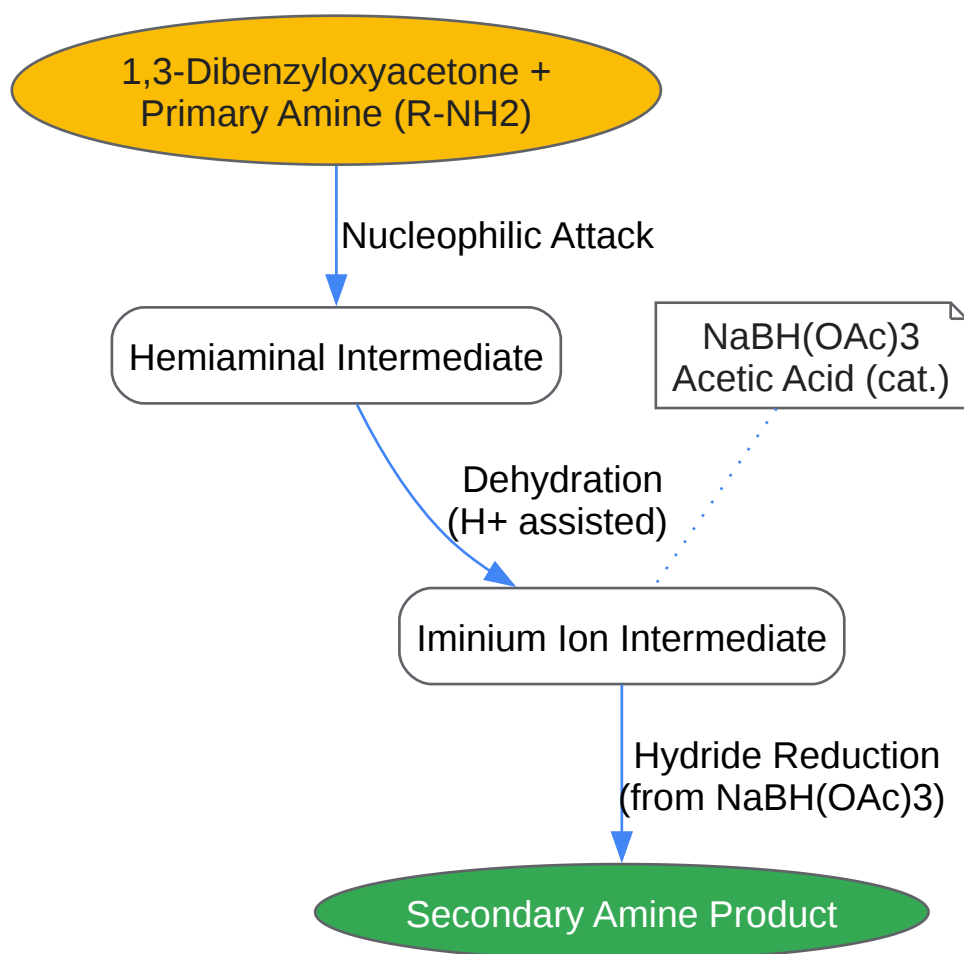 1,3-Dibenzyloxyacetone +
Primary Amine (R-NH2)
Nucleophilic Attack
Hemiaminal Intermediate
NaBH(OAc)3
Acetic Acid (cat.)
Dehydration
(H+ assisted)
Iminium Ion Intermediate
Hydride Reduction
(from NaBH(OAc)3)
Secondary Amine Product